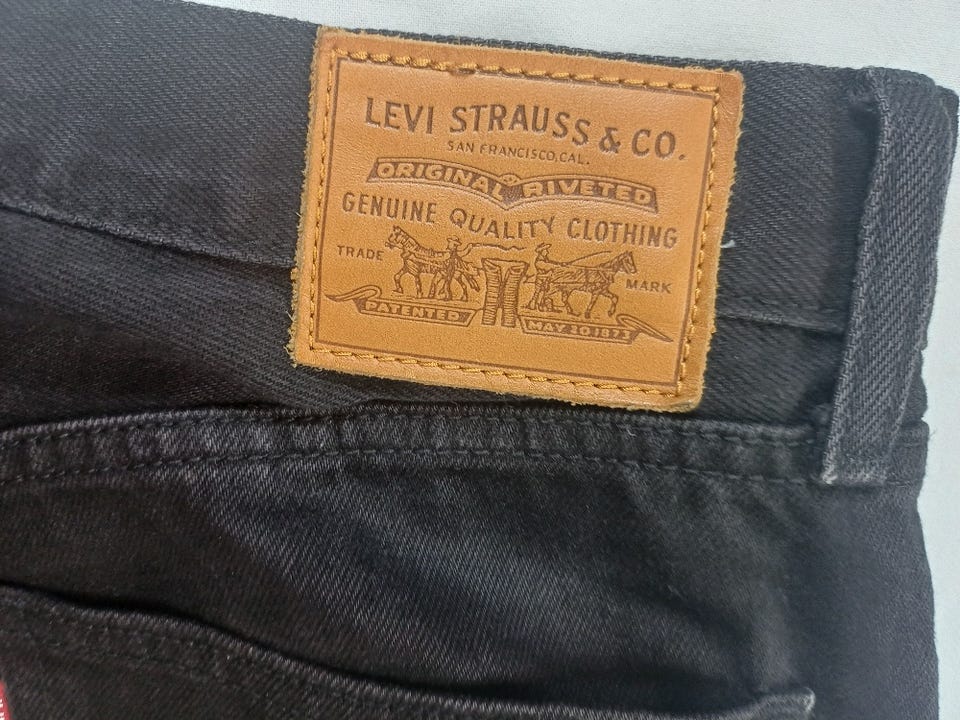 LEVI STRAUSS & CO.
SAN FRANCISCO, CAL.
ORIGINAL RIVETED
GENUINE QUALITY CLOTHING
TRADE MARK
PATENTED MAY 20 1873